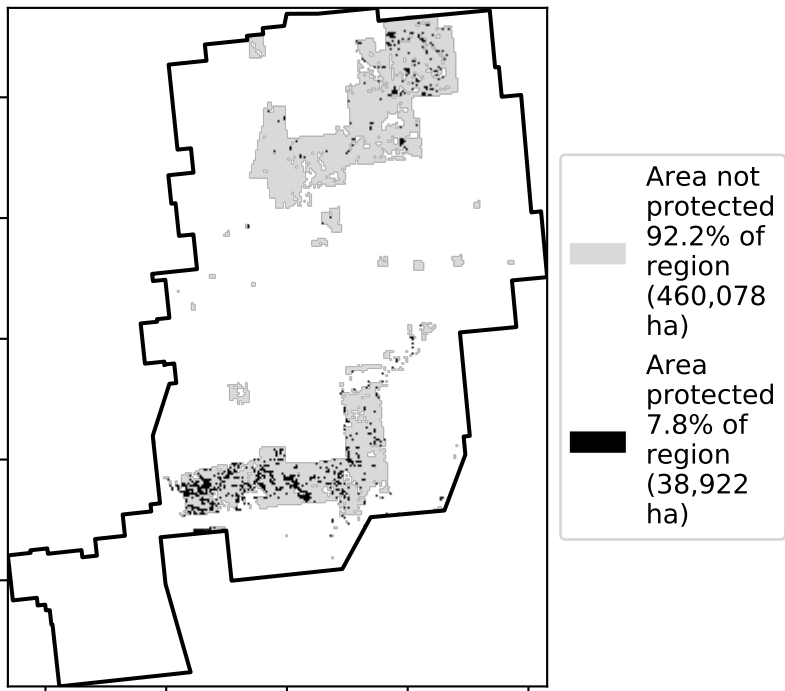 Area not
protected
92.2% of
region
(460,078
ha)
Area
protected
7.8% of
region
(38,922
ha)